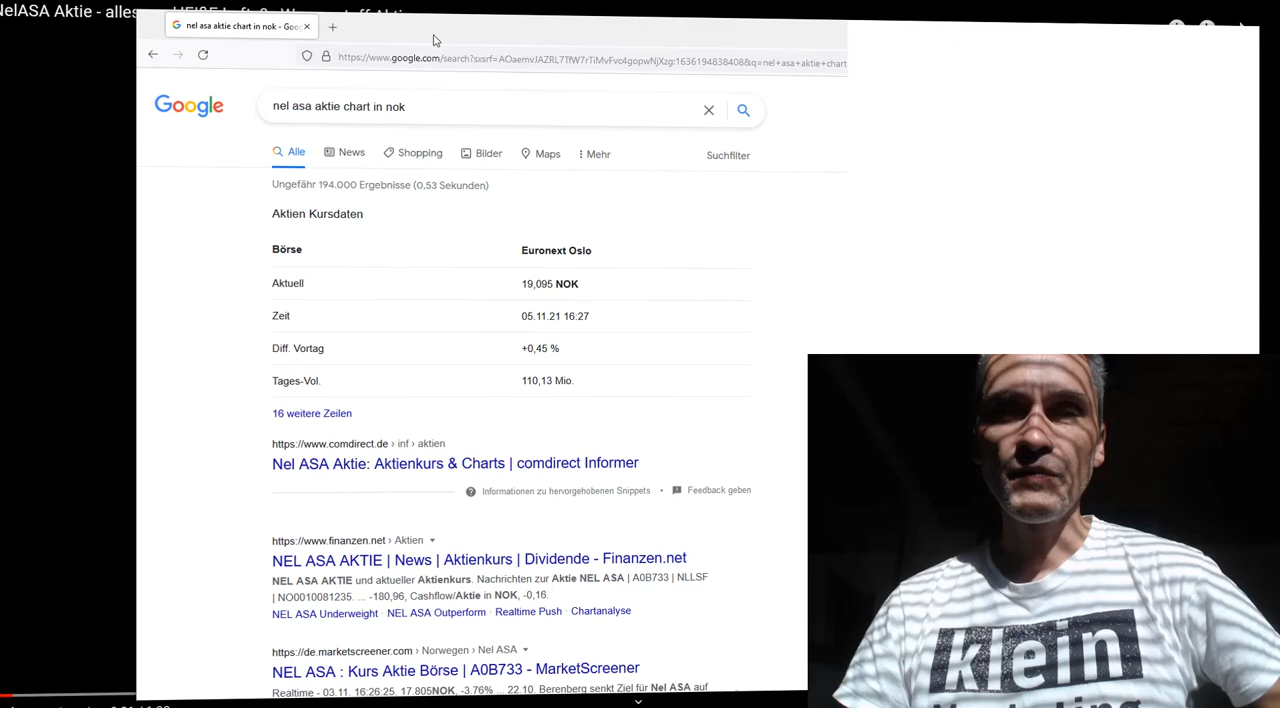 nel asa aktie chart in nok - Goo
https://www.google.com/search?sxsrf=AOaemvJAZRL7TfW7rTiMvFvc4gopwNjXzg:1636194838408&q=nel+asa+aktie+chart
Google
nel asa aktie chart in nok
Alle News Shopping Bilder Maps Mehr Suchfilter
Ungefähr 194.000 Ergebnisse (0,53 Sekunden)
Aktien Kursdaten
Börse Euronext Oslo
Aktuell 19,095 NOK
Zeit 05.11.21 16:27
Diff. Vortag +0,45 %
Tages-Vol. 110,13 Mio.
16 weitere Zeilen
https://www.comdirect.de › inf › aktien
Nel ASA Aktie: Aktienkurs & Charts | comdirect Informer
Informationen zu hervorgehobenen Snippets • Feedback geben
https://www.finanzen.net › Aktien
NEL ASA AKTIE | News | Aktienkurs | Dividende - Finanzen.net
NEL ASA AKTIE und aktueller Aktienkurs. Nachrichten zur Aktie NEL ASA | A0B733 | NLLSF
| NO0010081235. ... -180,96, Cashflow/Aktie in NOK, -0,16.
NEL ASA Underweight · NEL ASA Outperform · Realtime Push · Chartanalyse
https://de.marketscreener.com › Norwegen › Nel ASA
NEL ASA : Kurs Aktie Börse | A0B733 - MarketScreener
Realtime - 03.11. 16:26:25. 17.805NOK, -3.76% ... 22.10. Berenberg senkt Ziel für Nel ASA auf
klein